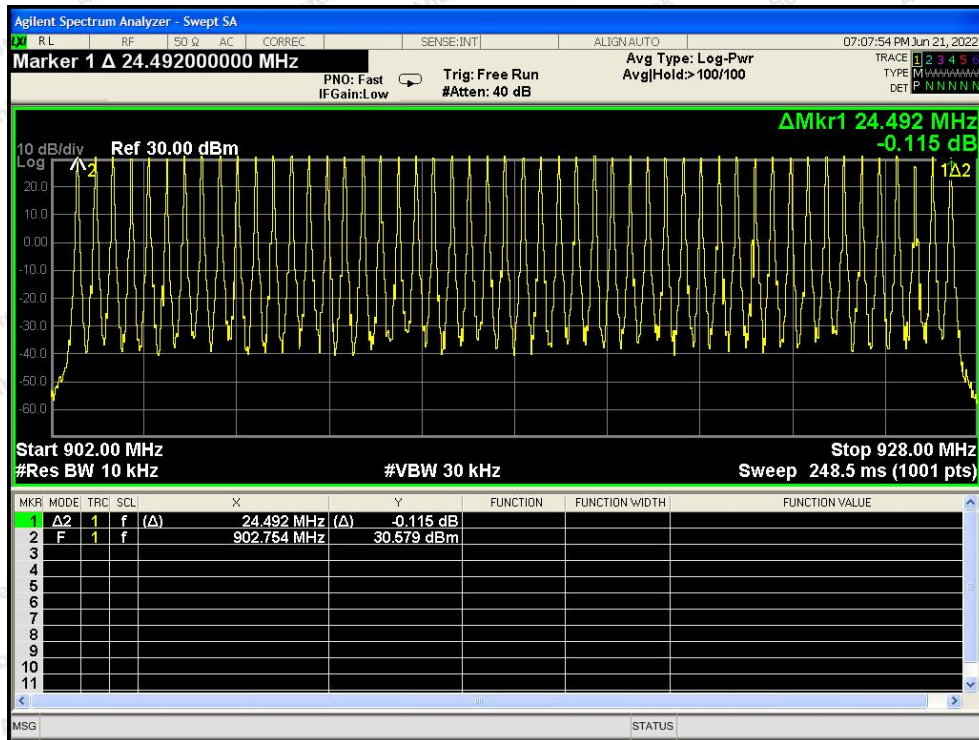 Agilent Spectrum Analyzer - Swept SA
LXI RL RF 50 Ω AC CORREC SENSE:INT ALIGNAUTO 07:07:54 PM Jun 21, 2022
Marker 1 Δ 24.492000000 MHz
PNO: Fast
IFGain:Low
Trig: Free Run
#Atten: 40 dB
Avg Type: Log-Pwr
Avg|Hold:> 100/100
TRACE 1 2 3 4 5 6
TYPE M
DET P N N N N N
ΔMkr1 24.492 MHz
-0.115 dB
10 dB/div Ref 30.00 dBm
Log
2
1Δ2
20.0
10.0
0.00
-10.0
-20.0
-30.0
-40.0
-50.0
-60.0
Start 902.00 MHz Stop 928.00 MHz
#Res BW 10 kHz #VBW 30 kHz Sweep 248.5 ms (1001 pts)
MKR MODE TRC SCL X Y FUNCTION FUNCTION WIDTH FUNCTION VALUE
1 Δ2 1 f (Δ) 24.492 MHz (Δ) -0.115 dB
2 F 1 f 902.754 MHz 30.579 dBm
3
4
5
6
7
8
9
10
11
MSG STATUS